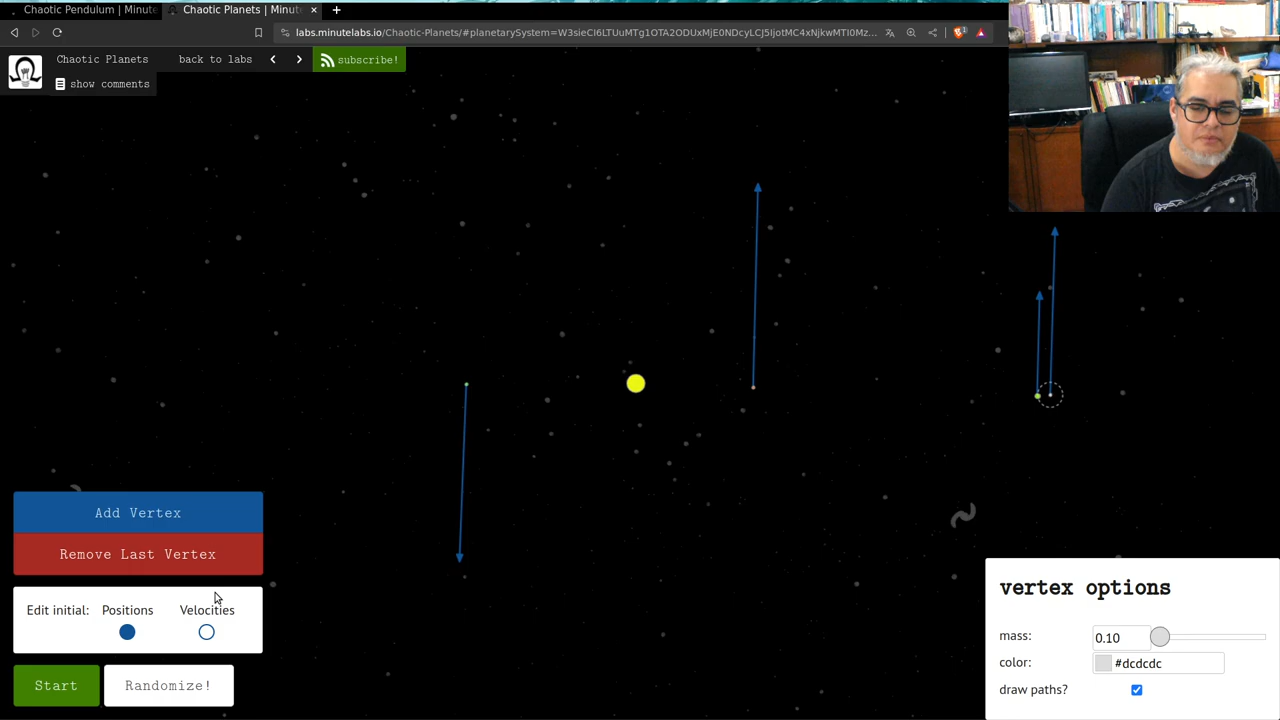 Chaotic Pendulum | Minute
Chaotic Planets | Minut
labs.minutelabs.io/Chaotic-Planets/#planetarySystem=
Chaotic Planets
back to labs
subscribe!
show comments
Add Vertex
Remove Last Vertex
Edit initial: Positions Velocities
Start
Randomize!
vertex options
mass: 0.10
color: #dcdcdc
draw paths?